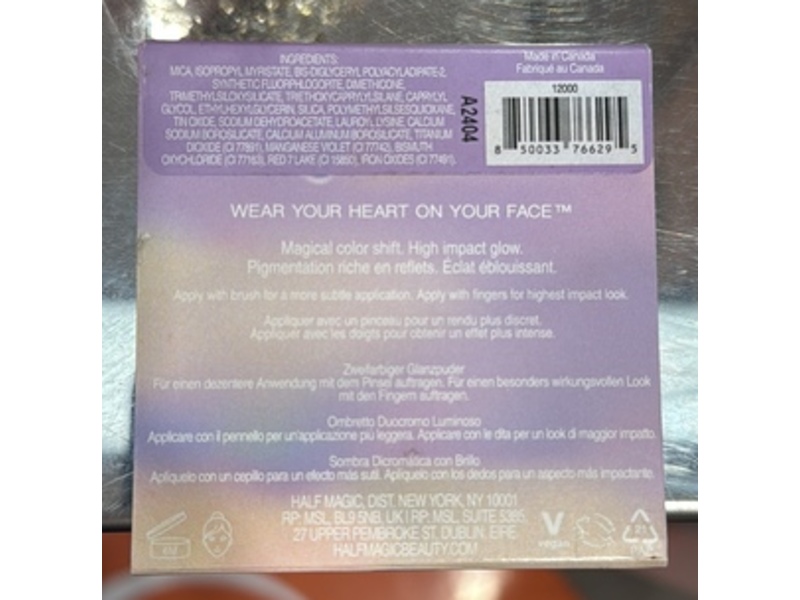 INGREDIENTS:
MICA, ISOPROPYL MYRISTATE, BIS-DIGLYCERYL POLYACYLADIPATE-2,
SYNTHETIC FLUORPHLOGOPITE, DIMETHICONE,
TRIMETHYLSILOXYSILICATE, TRIETHOXYCAPRYLYLSILANE, CAPRYLYL
GLYCOL, ETHYLHEXYLGLYCERIN, SILICA, POLYMETHYLSILSESQUIOXANE,
TIN OXIDE, SODIUM DEHYDROACETATE, LAUROYL LYSINE, CALCIUM
SODIUM BOROSILICATE, CALCIUM ALUMINUM BOROSILICATE, TITANIUM
DIOXIDE (CI 77891), MANGANESE VIOLET (CI 77742), BISMUTH
OXYCHLORIDE (CI 77163), RED 7 LAKE (CI 15850), IRON OXIDES (CI 77491).
A2404
Made in Canada
Fabriqué au Canada
12000
8 50033 76629 5
WEAR YOUR HEART ON YOUR FACE™
Magical color shift. High impact glow.
Pigmentation riche en reflets. Éclat éblouissant.
Apply with brush for a more subtle application. Apply with fingers for highest impact look.
Appliquer avec un pinceau pour un rendu plus discret.
Appliquer avec les doigts pour obtenir un effet plus intense.
Zweifarbiger Glanzpuder
Für einen dezentere Anwendung mit dem Pinsel auftragen. Für einen besonders wirkungsvollen Look
mit den Fingern auftragen.
Ombretto Duocromo Luminoso
Applicare con il pennello per un'applicazione più leggera. Applicare con le dita per un look di maggior impatto.
Sombra Dicromática con Brillo
Aplíquelo con un cepillo para un efecto más sutil. Aplíquelo con los dedos para un aspecto más impactante.
HALF MAGIC, DIST. NEW YORK, NY 10001
RP: MSL, BL9 5NB, UK | RP: MSL, SUITE 53B5,
27 UPPER PEMBROKE ST, DUBLIN, EIRE
HALFMAGICBEAUTY.COM
V
vegan
21
PAP